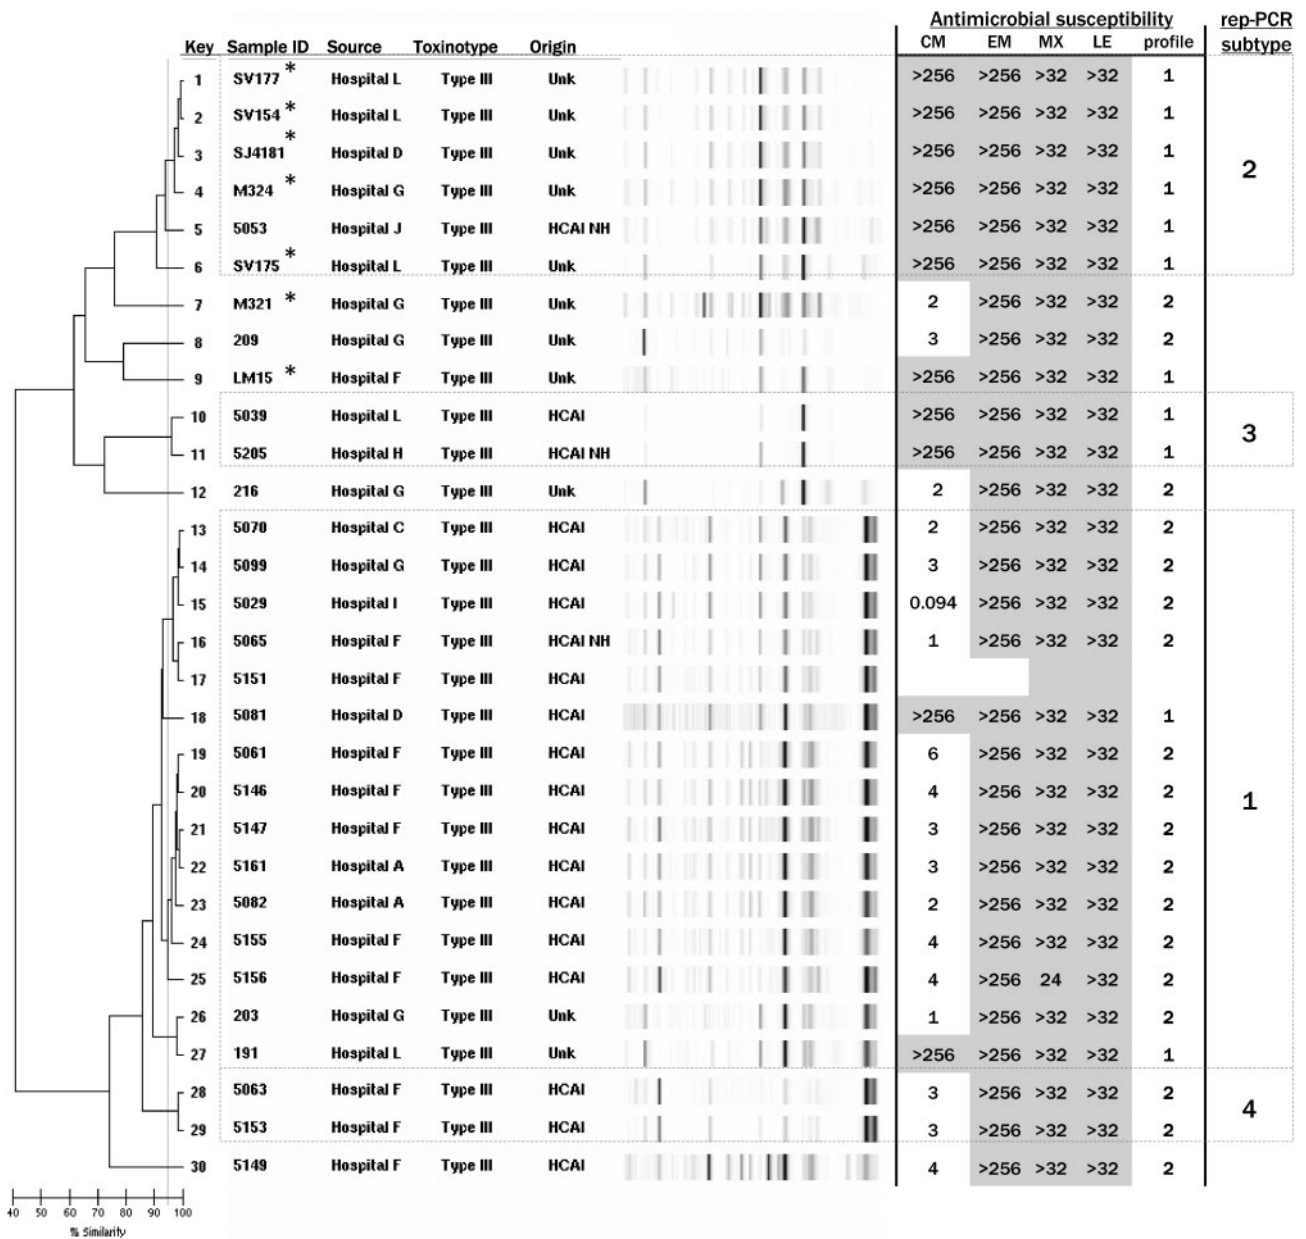 Antimicrobial susceptibility rep-PCR
Key Sample ID Source Toxinotype Origin CM EM MX LE profile subtype
1 SV177 * Hospital L Type III Unk >256 >256 >32 >32 1
2 SV154 * Hospital L Type III Unk >256 >256 >32 >32 1
3 SJ4181 * Hospital D Type III Unk >256 >256 >32 >32 1
4 M324 * Hospital G Type III Unk >256 >256 >32 >32 1 2
5 5053 Hospital J Type III HCAI NH >256 >256 >32 >32 1
6 SV175 * Hospital L Type III Unk >256 >256 >32 >32 1
7 M321 * Hospital G Type III Unk 2 >256 >32 >32 2
8 209 Hospital G Type III Unk 3 >256 >32 >32 2
9 LM15 * Hospital F Type III Unk >256 >256 >32 >32 1
10 5039 Hospital L Type III HCAI >256 >256 >32 >32 1 3
11 5205 Hospital H Type III HCAI NH >256 >256 >32 >32 1
12 216 Hospital G Type III Unk 2 >256 >32 >32 2
13 5070 Hospital C Type III HCAI 2 >256 >32 >32 2
14 5099 Hospital G Type III HCAI 3 >256 >32 >32 2
15 5029 Hospital I Type III HCAI 0.094 >256 >32 >32 2
16 5065 Hospital F Type III HCAI NH 1 >256 >32 >32 2
17 5151 Hospital F Type III HCAI
18 5081 Hospital D Type III HCAI >256 >256 >32 >32 1
19 5061 Hospital F Type III HCAI 6 >256 >32 >32 2
20 5146 Hospital F Type III HCAI 4 >256 >32 >32 2 1
21 5147 Hospital F Type III HCAI 3 >256 >32 >32 2
22 5161 Hospital A Type III HCAI 3 >256 >32 >32 2
23 5082 Hospital A Type III HCAI 2 >256 >32 >32 2
24 5155 Hospital F Type III HCAI 4 >256 >32 >32 2
25 5156 Hospital F Type III HCAI 4 >256 24 >32 2
26 203 Hospital G Type III Unk 1 >256 >32 >32 2
27 191 Hospital L Type III Unk >256 >256 >32 >32 1
28 5063 Hospital F Type III HCAI 3 >256 >32 >32 2 4
29 5153 Hospital F Type III HCAI 3 >256 >32 >32 2
30 5149 Hospital F Type III HCAI 4 >256 >32 >32 2
40 50 60 70 80 90 100
% Similarity